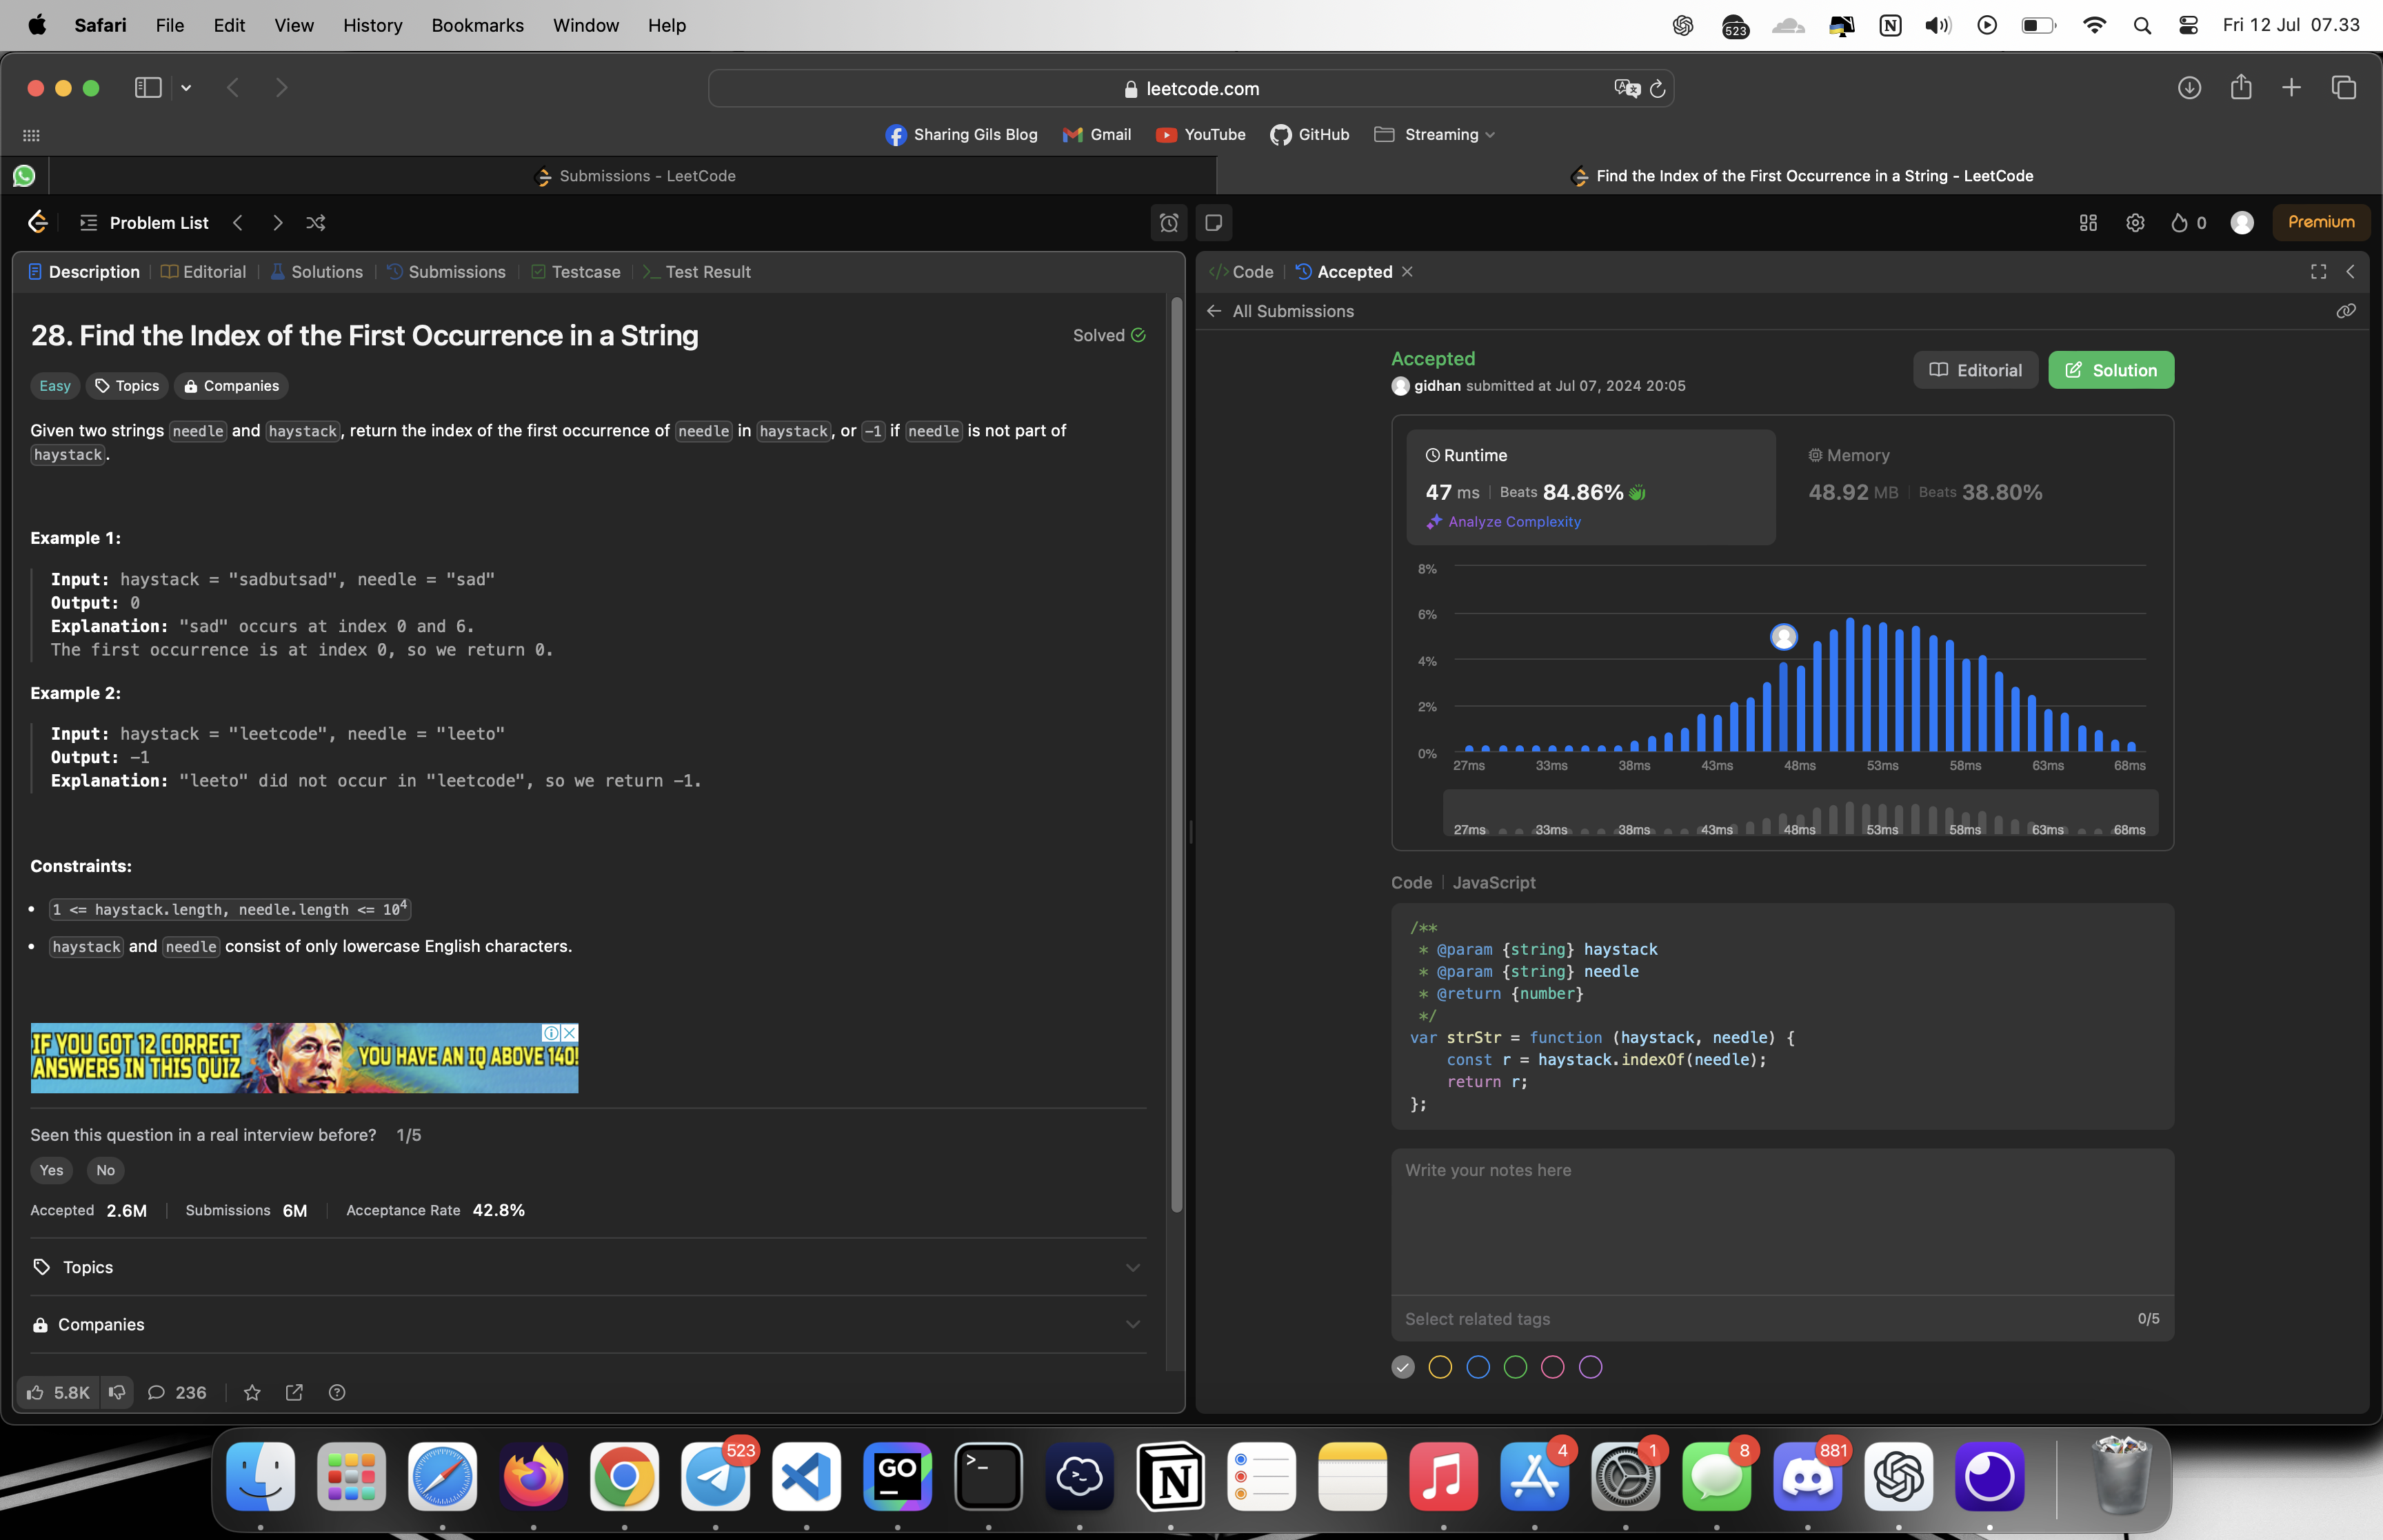 Safari File Edit View History Bookmarks Window Help 523 Fri 12 Jul 07.33
leetcode.com
Sharing Gils Blog Gmail YouTube GitHub Streaming
Submissions - LeetCode Find the Index of the First Occurrence in a String - LeetCode
Problem List 0 Premium
Description Editorial Solutions Submissions Testcase Test Result
28. Find the Index of the First Occurrence in a String Solved
Easy Topics Companies
Given two strings needle and haystack, return the index of the first occurrence of needle in haystack, or -1 if needle is not part of
haystack.
Example 1:
Input: haystack = "sadbutsad", needle = "sad"
Output: 0
Explanation: "sad" occurs at index 0 and 6.
The first occurrence is at index 0, so we return 0.
Example 2:
Input: haystack = "leetcode", needle = "leeto"
Output: -1
Explanation: "leeto" did not occur in "leetcode", so we return -1.
Constraints:
• 1 <= haystack.length, needle.length <= 10⁴
• haystack and needle consist of only lowercase English characters.
IF YOU GOT 12 CORRECT
ANSWERS IN THIS QUIZ
YOU HAVE AN IQ ABOVE 140!
Seen this question in a real interview before? 1/5
Yes No
Accepted 2.6M Submissions 6M Acceptance Rate 42.8%
Topics
Companies
5.8K 236
Code Accepted
All Submissions
Accepted
gidhan submitted at Jul 07, 2024 20:05
Editorial Solution
Runtime
47 ms Beats 84.86%
Analyze Complexity
Memory
48.92 MB Beats 38.80%
8%
6%
4%
2%
0%
27ms 33ms 38ms 43ms 48ms 53ms 58ms 63ms 68ms
27ms 33ms 38ms 43ms 48ms 53ms 58ms 63ms 68ms
Code JavaScript
/**
 * @param {string} haystack
 * @param {string} needle
 * @return {number}
 */
var strStr = function (haystack, needle) {
    const r = haystack.indexOf(needle);
    return r;
};
Write your notes here
Select related tags 0/5
523 GO 4 1 8 881